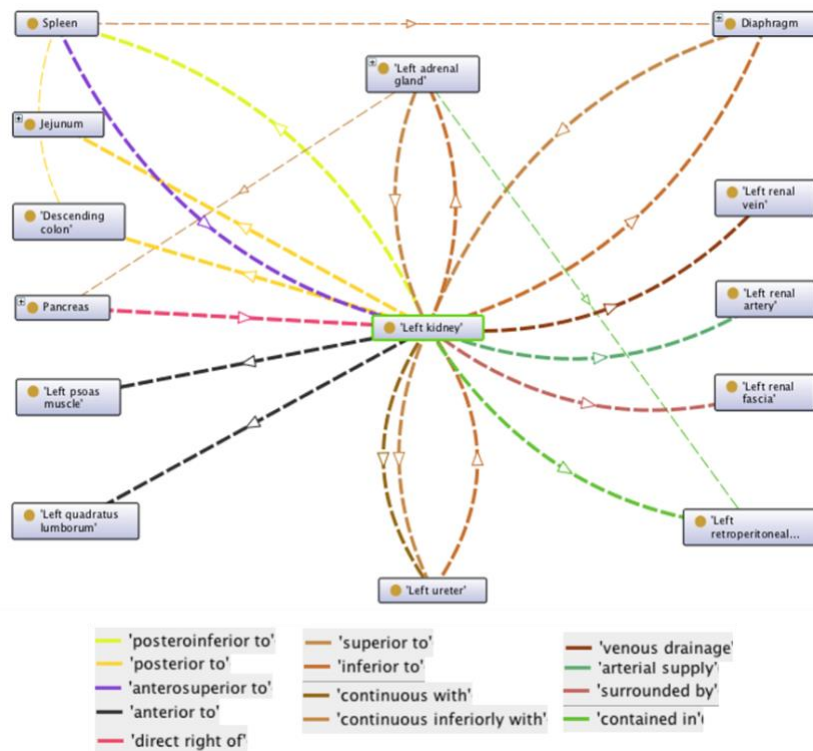 Spleen
Diaphragm
'Left adrenal
gland'
Jejunum
'Left renal
vein'
'Descending
colon'
Pancreas
'Left renal
artery'
'Left kidney'
'Left psoas
muscle'
'Left renal
fascia'
'Left quadratus
lumborum'
'Left
retroperitoneal...
'Left ureter'
'posteroinferior to'
'posterior to'
'anterosuperior to'
'anterior to'
'direct right of'
'superior to'
'inferior to'
'continuous with'
'continuous inferiorly with'
'venous drainage'
'arterial supply'
'surrounded by'
'contained in'